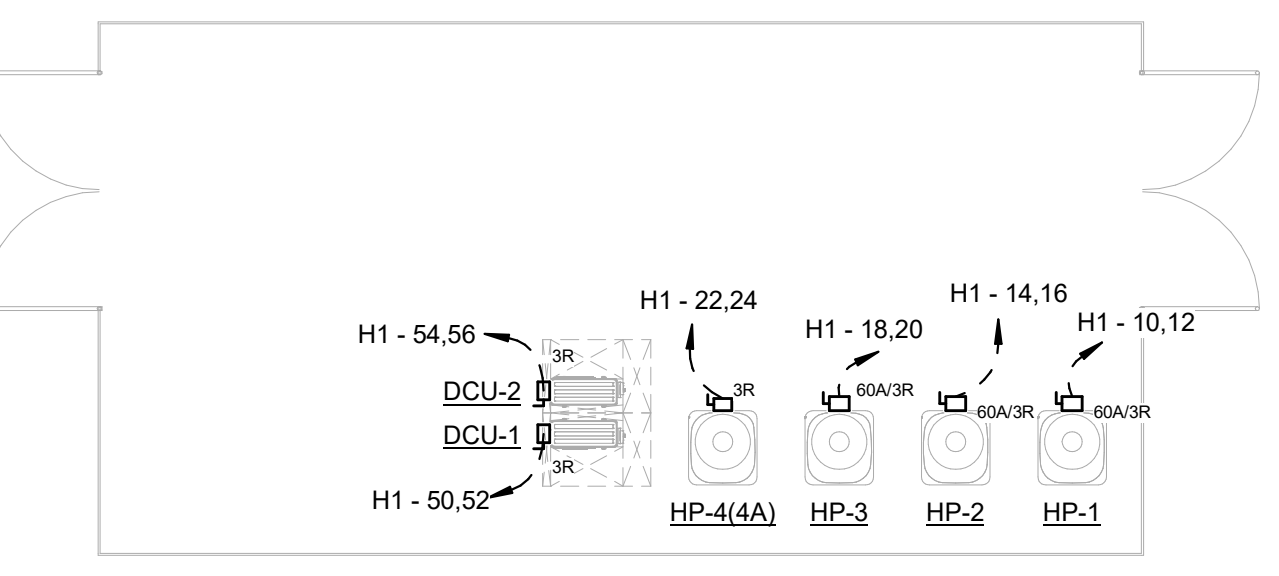 H1 - 14,16
H1 - 22,24
H1 - 18,20
H1 - 10,12
H1 - 54,56
3R
DCU-2
3R
60A/3R
60A/3R
60A/3R
DCU-1
3R
H1 - 50,52
HP-4(4A)
HP-3
HP-2
HP-1